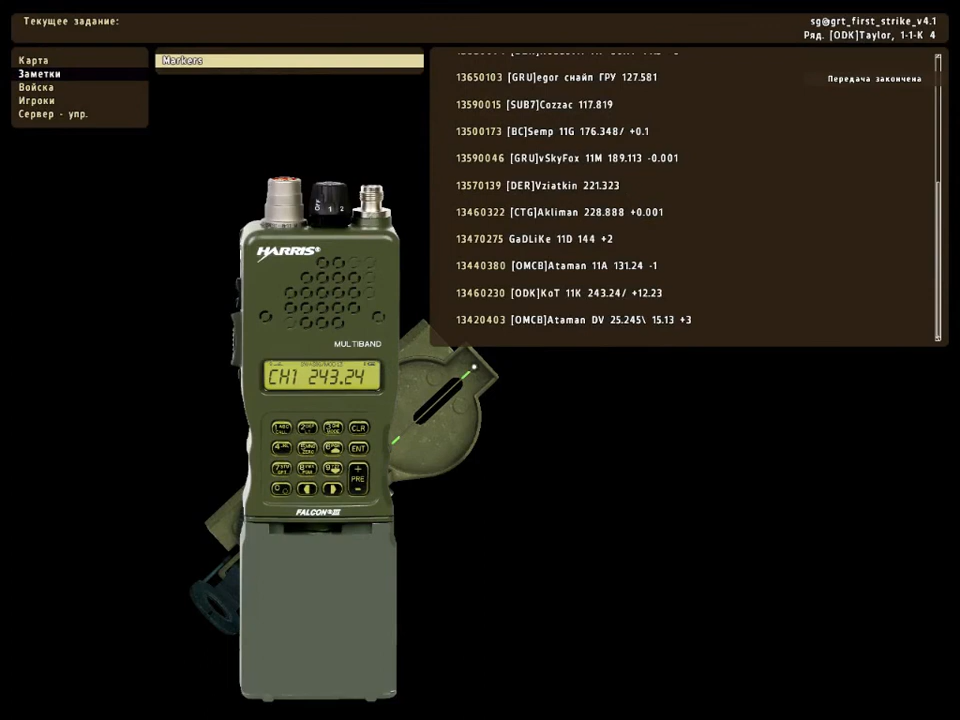 Текущее задание:
sg@grt_first_strike_v4.1
Ряд. [ODK]Taylor, 1-1-K 4
Карта
Заметки
Войска
Игроки
Сервер - упр.
Markers
13650103 [GRU]egor снайп ГРУ 127.581
Передача закончена
13590015 [SUB7]Cozzac 117.819
13500173 [BC]Semp 11G 176.348/ +0.1
13590046 [GRU]vSkyFox 11M 189.113 -0.001
13570139 [DER]Vziatkin 221.323
13460322 [CTG]Akliman 228.888 +0.001
13470275 GaDLiKe 11D 144 +2
13440380 [OMCB]Ataman 11A 131.24 -1
13460230 [ODK]KoT 11K 243.24/ +12.23
13420403 [OMCB]Ataman DV 25.245\ 15.13 +3
OFF 1 2
HARRIS®
MULTIBAND
CH1 243.24
CLR
ENT
PRE
FALCON III